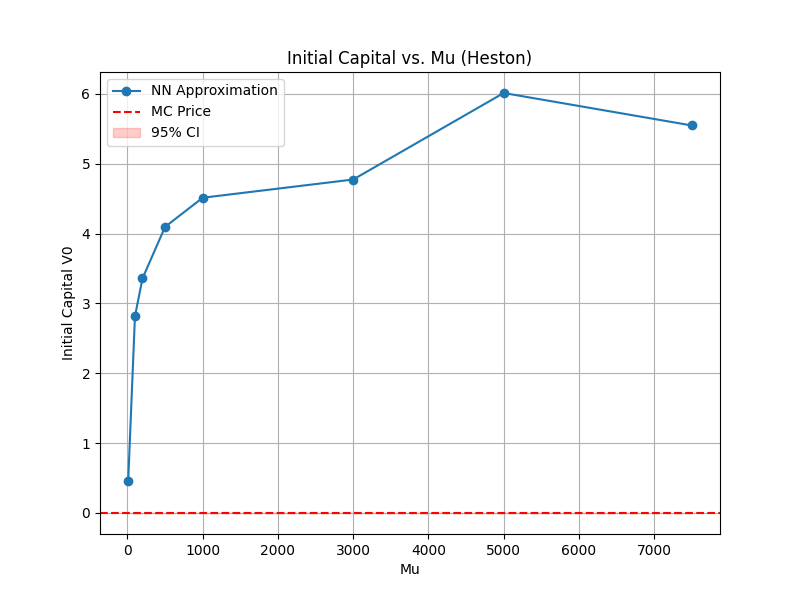 Initial Capital vs. Mu (Heston)
NN Approximation
MC Price
95% CI
6
5
4
3
2
1
0
Initial Capital V0
0 1000 2000 3000 4000 5000 6000 7000
Mu